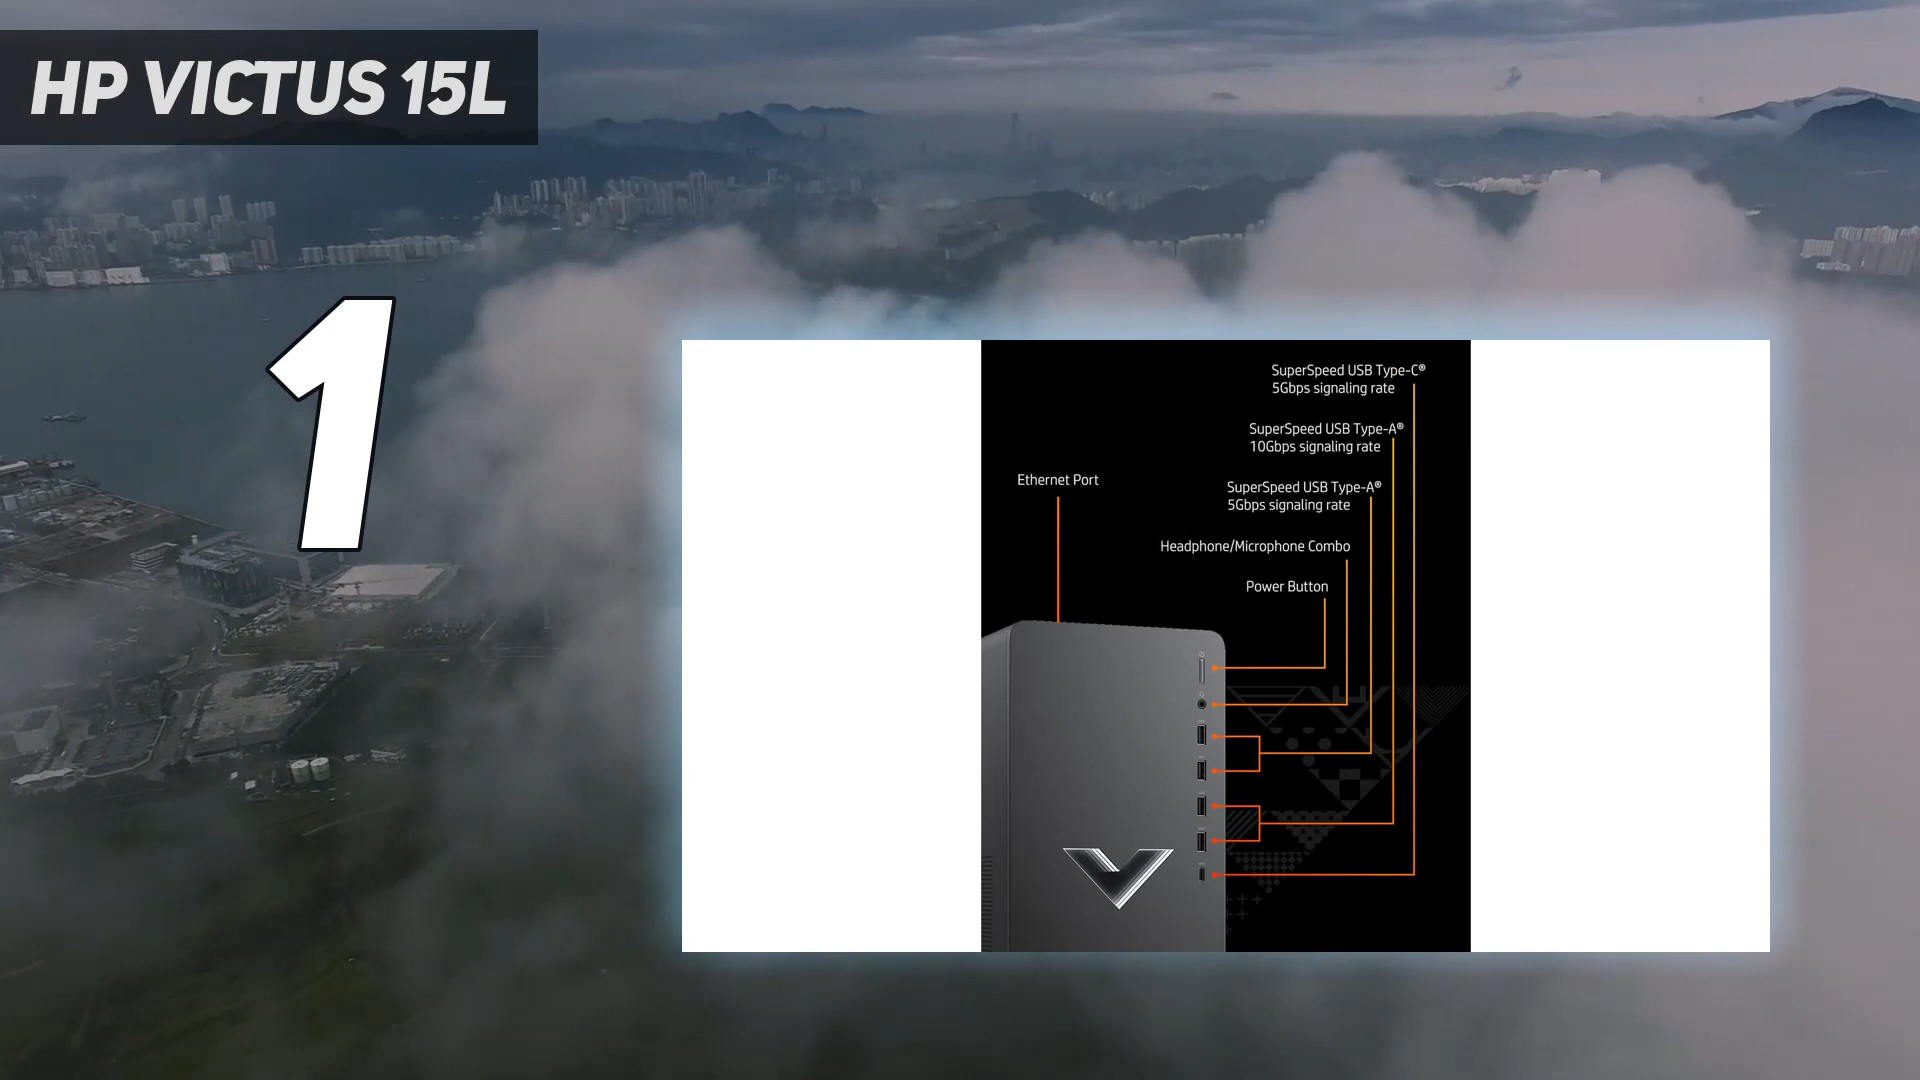 HP VICTUS 15L
1
SuperSpeed USB Type-C®
5Gbps signaling rate
SuperSpeed USB Type-A®
10Gbps signaling rate
Ethernet Port
SuperSpeed USB Type-A®
5Gbps signaling rate
Headphone/Microphone Combo
Power Button